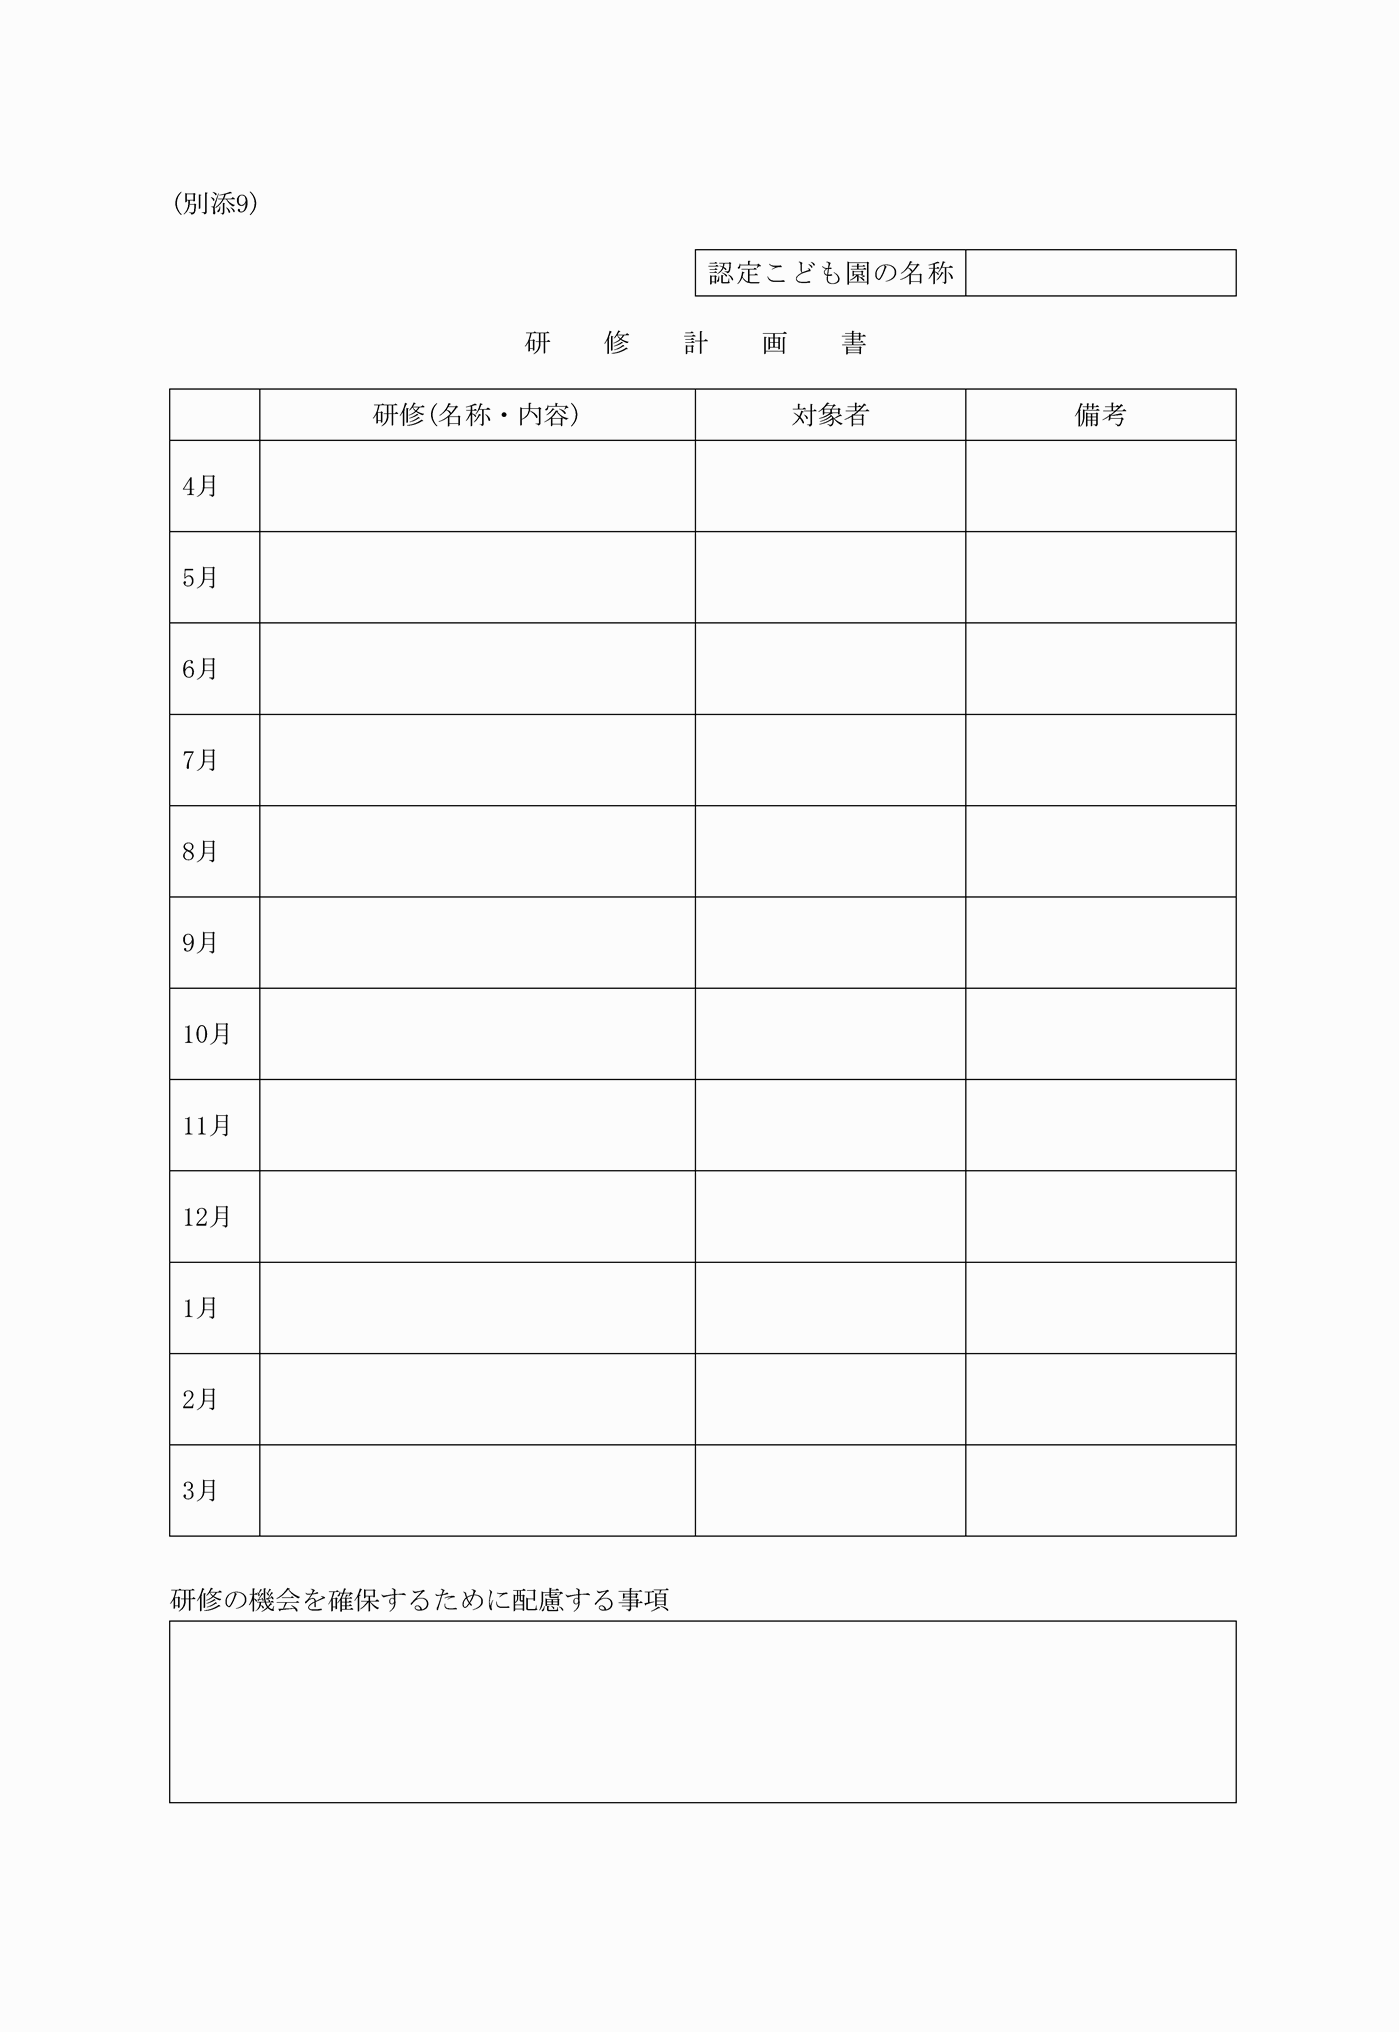 (別添9)
認定こども園の名称
研　修　計　画　書
研修(名称・内容) 対象者 備考
4月
5月
6月
7月
8月
9月
10月
11月
12月
1月
2月
3月
研修の機会を確保するために配慮する事項